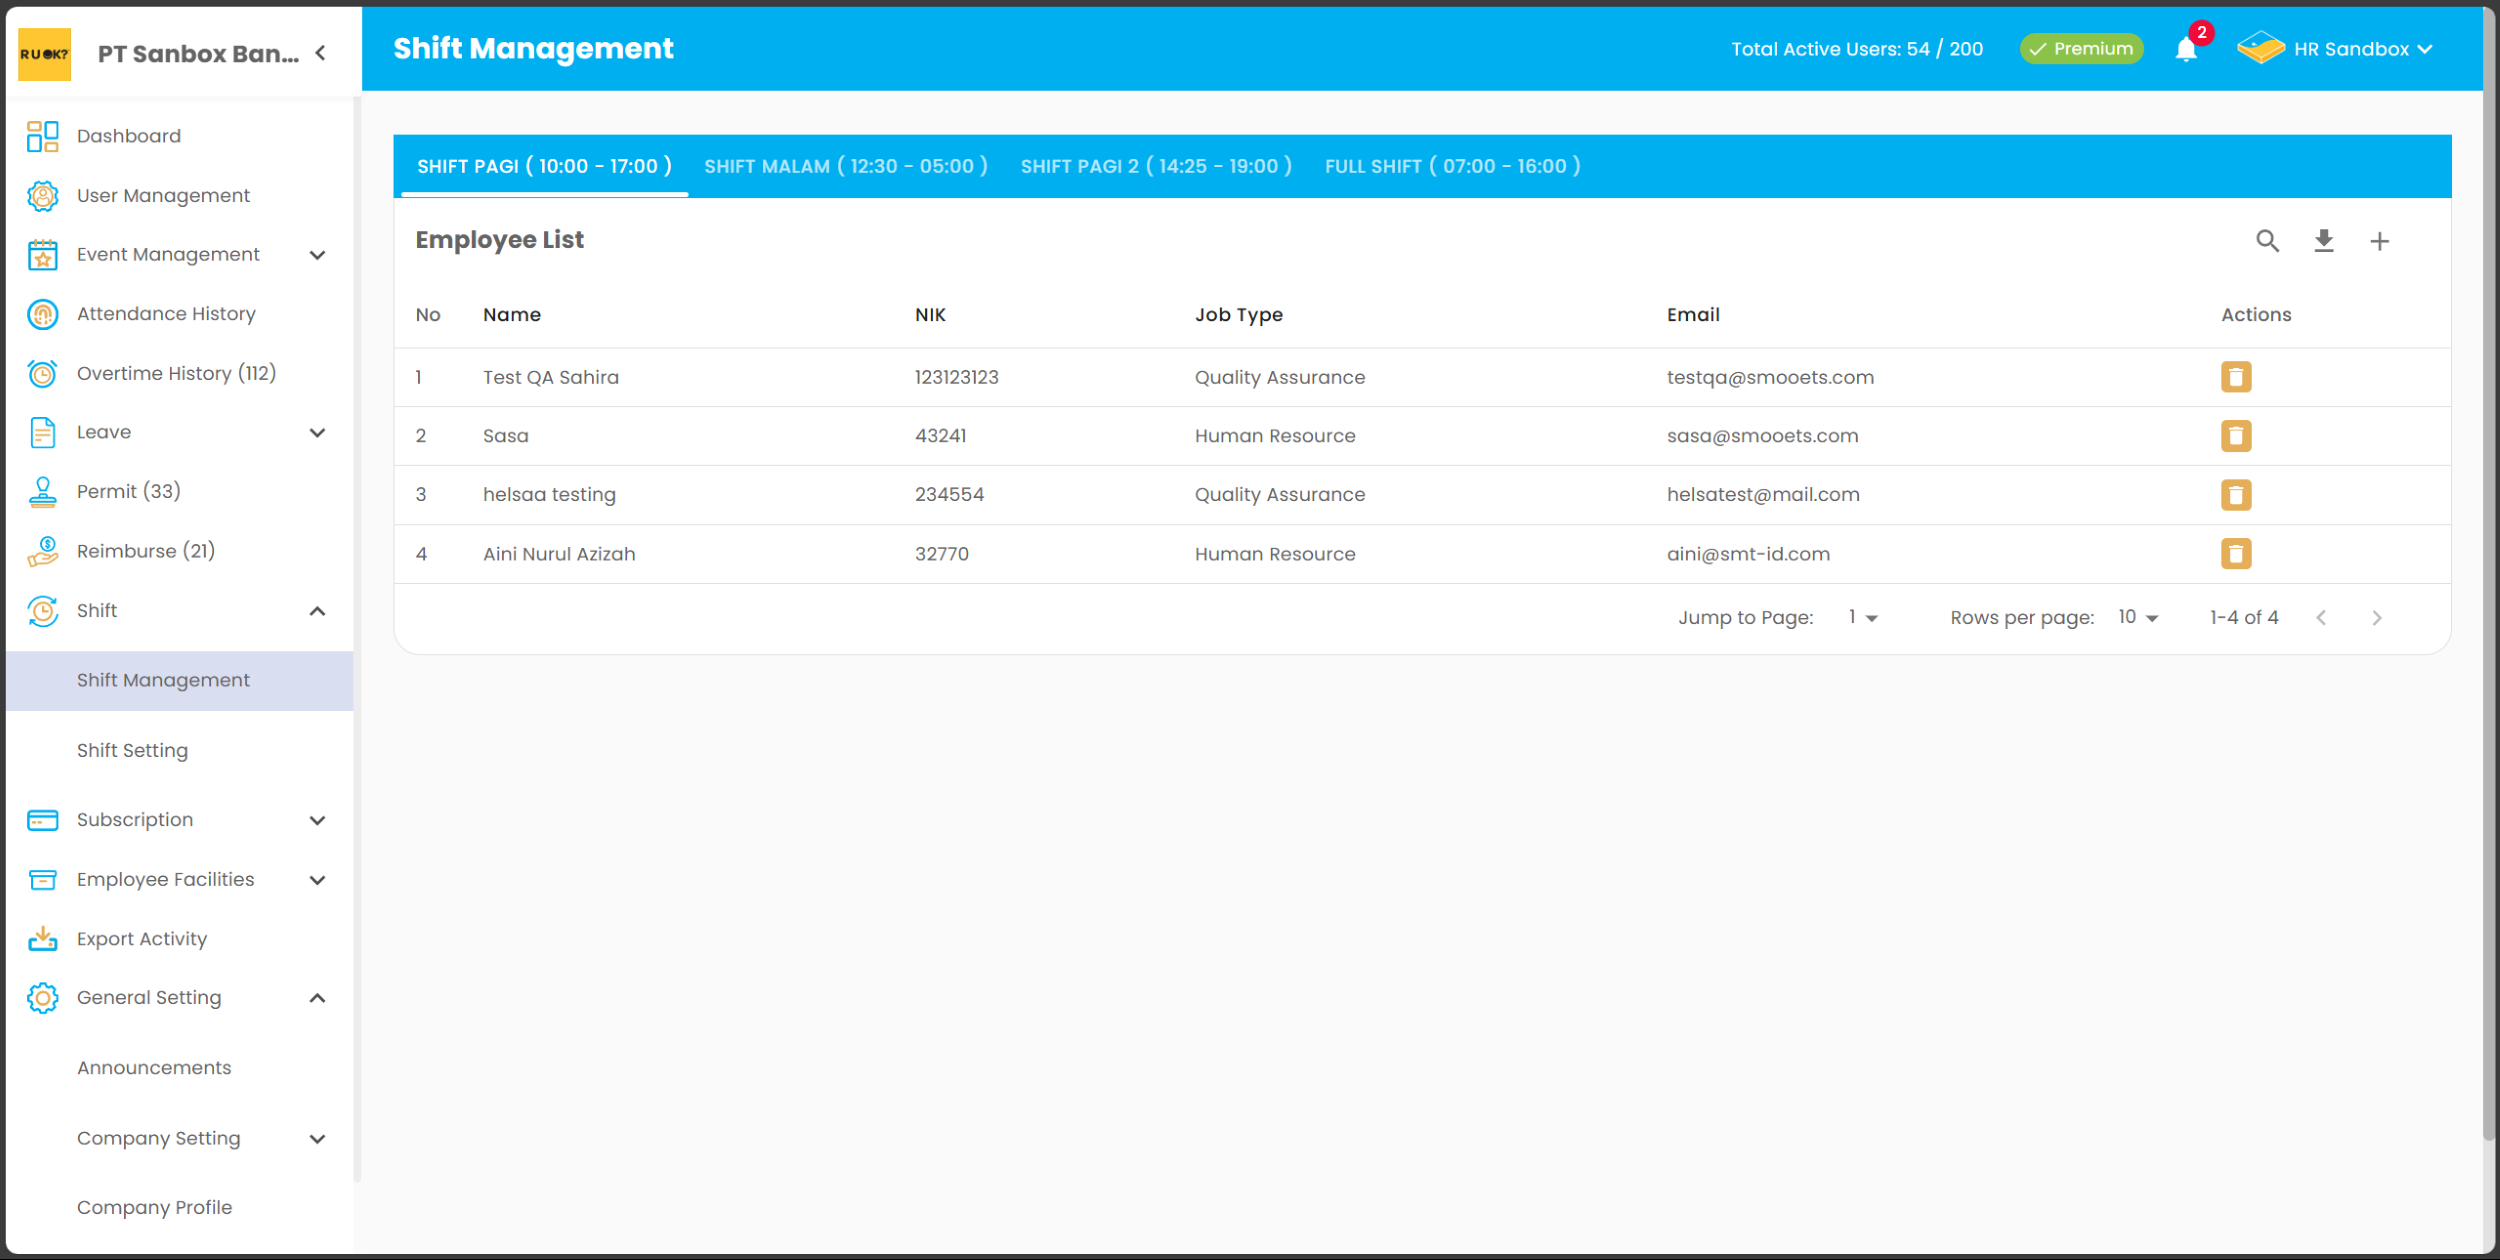 RU OK?
PT Sanbox Ban...
Shift Management
Total Active Users: 54 / 200
Premium
2
HR Sandbox
Dashboard
User Management
Event Management
Attendance History
Overtime History (112)
Leave
Permit (33)
Reimburse (21)
Shift
Shift Management
Shift Setting
Subscription
Employee Facilities
Export Activity
General Setting
Announcements
Company Setting
Company Profile
SHIFT PAGI ( 10:00 - 17:00 ) SHIFT MALAM ( 12:30 - 05:00 ) SHIFT PAGI 2 ( 14:25 - 19:00 ) FULL SHIFT ( 07:00 - 16:00 )
Employee List
No Name NIK Job Type Email Actions
1 Test QA Sahira 123123123 Quality Assurance testqa@smooets.com
2 Sasa 43241 Human Resource sasa@smooets.com
3 helsaa testing 234554 Quality Assurance helsatest@mail.com
4 Aini Nurul Azizah 32770 Human Resource aini@smt-id.com
Jump to Page: 1 Rows per page: 10 1-4 of 4